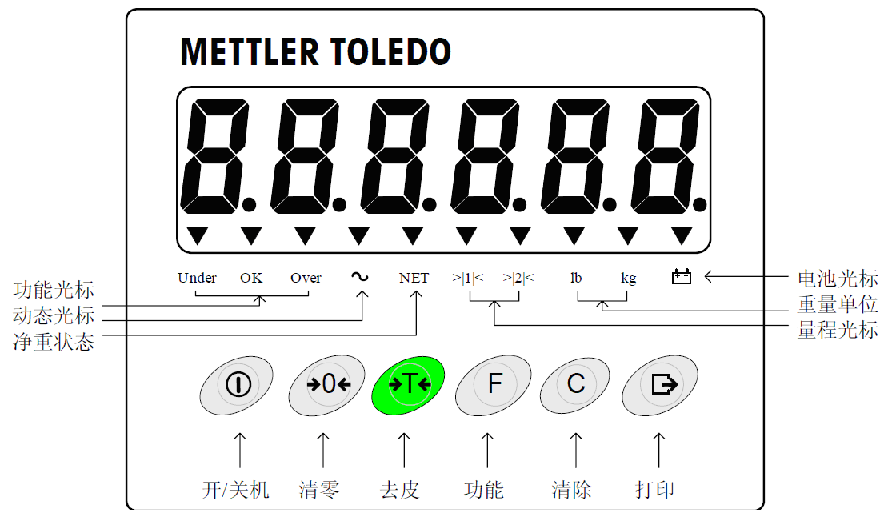 METTLER TOLEDO
8.8.8.8.8.8.
Under OK Over ~ NET >|1|< >|2|< lb kg
功能光标
动态光标
净重状态
电池光标
重量单位
量程光标
→0← →T← F C
开/关机 清零 去皮 功能 清除 打印